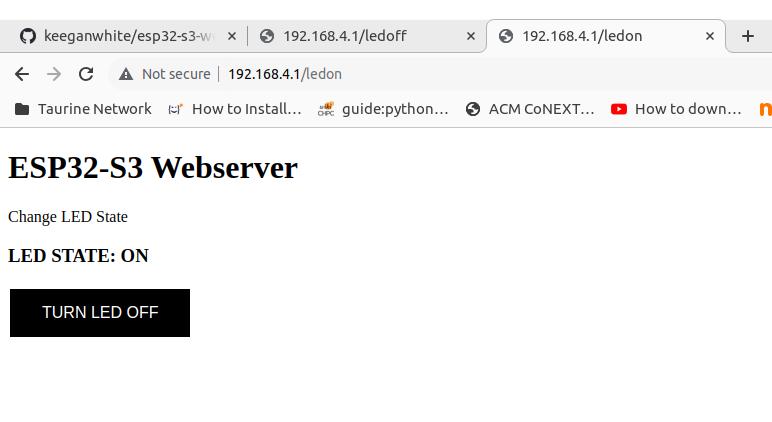 keeganwhite/esp32-s3-w
192.168.4.1/ledoff
192.168.4.1/ledon
Not secure
192.168.4.1/ledon
Taurine Network
How to Install…
CHPC
guide:python…
ACM CoNEXT…
How to down…
ESP32-S3 Webserver
Change LED State
LED STATE: ON
TURN LED OFF